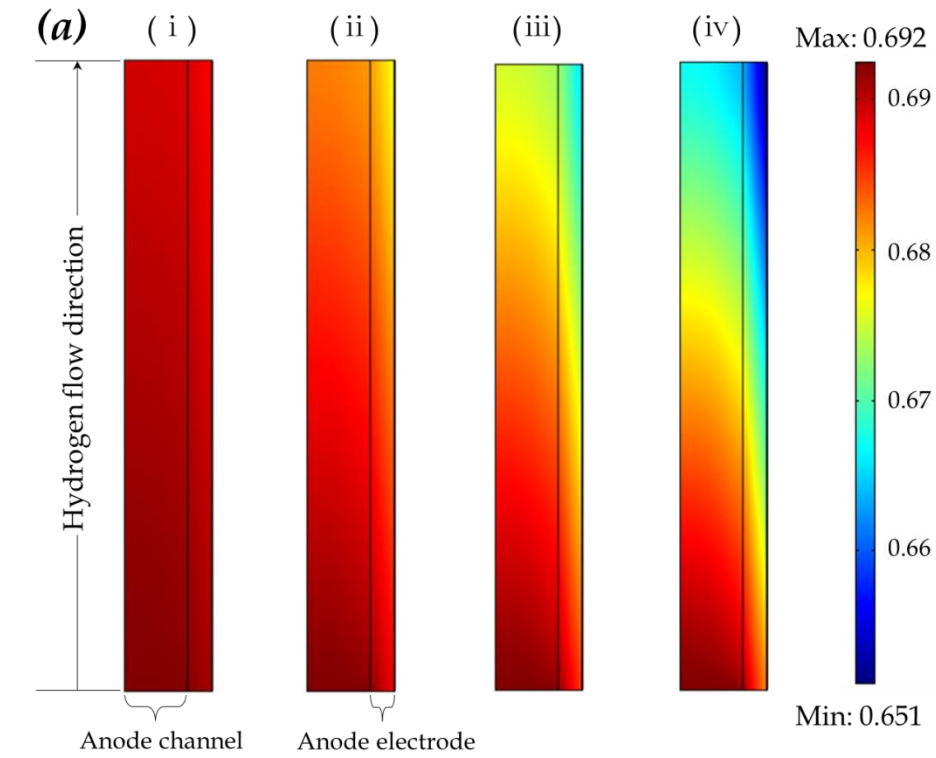 (a) (i) (ii) (iii) (iv)
Max: 0.692
0.69
0.68
0.67
0.66
Min: 0.651
Hydrogen flow direction
Anode channel
Anode electrode